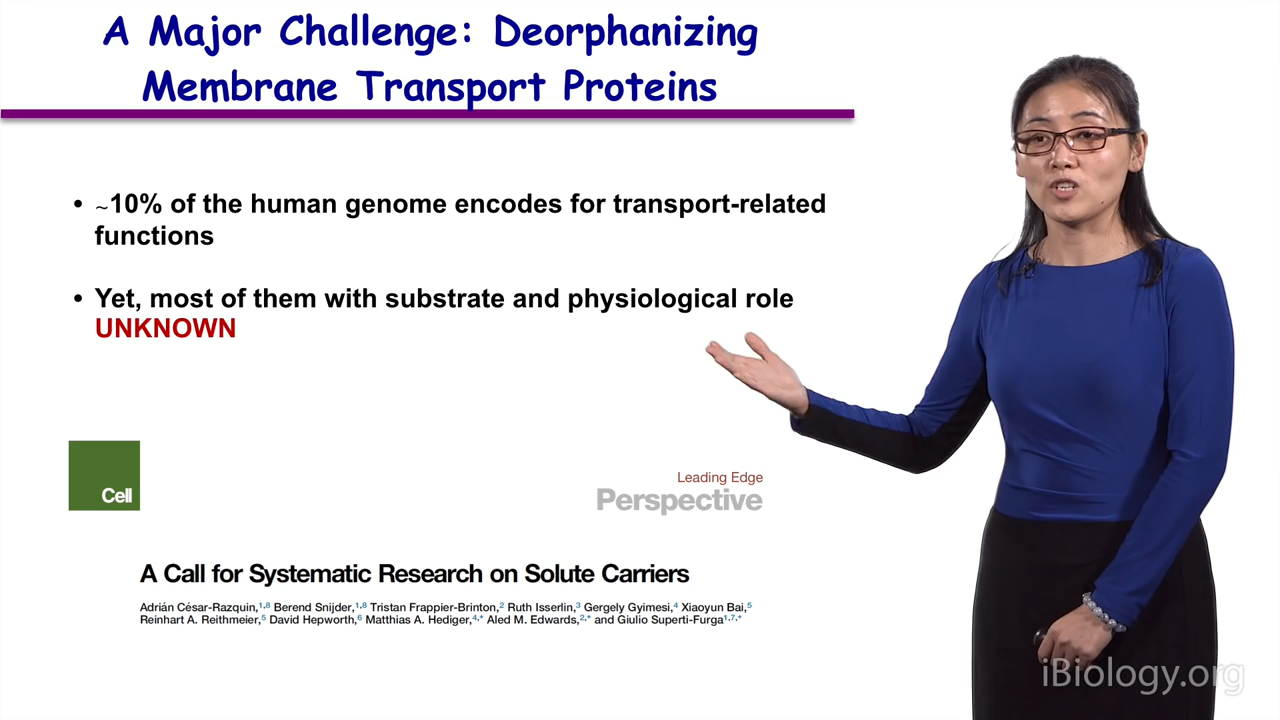 A Major Challenge: Deorphanizing
Membrane Transport Proteins
• ~10% of the human genome encodes for transport-related
functions
• Yet, most of them with substrate and physiological role
UNKNOWN
Cell
Leading Edge
Perspective
A Call for Systematic Research on Solute Carriers
Adrián César-Razquin,1,8 Berend Snijder,1,8 Tristan Frappier-Brinton,2 Ruth Isserlin,3 Gergely Gyimesi,4 Xiaoyun Bai,5
Reinhart A. Reithmeier,5 David Hepworth,6 Matthias A. Hediger,4,* Aled M. Edwards,2,* and Giulio Superti-Furga1,7,*
iBiology.org